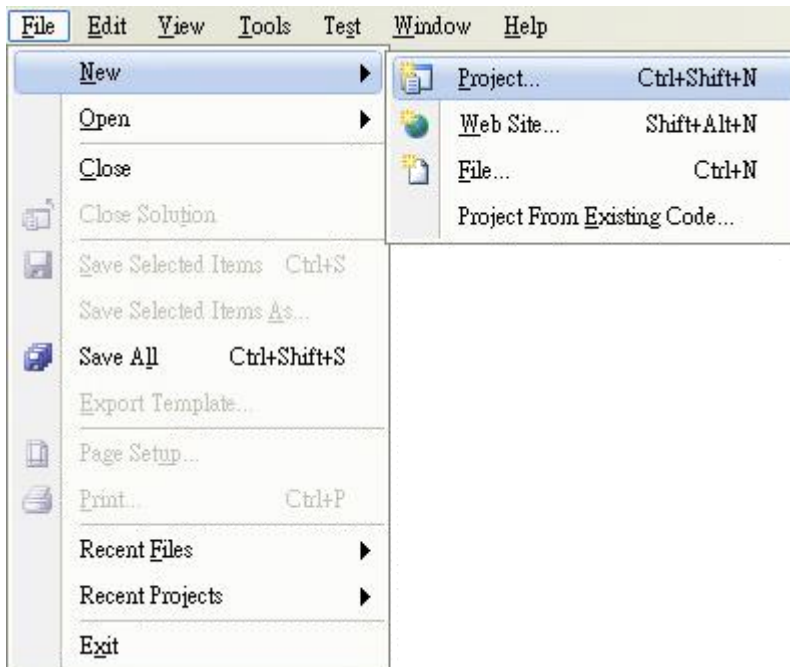 File Edit View Tools Test Window Help
New
Open
Close
Close Solution
Save Selected Items Ctrl+S
Save Selected Items As...
Save All Ctrl+Shift+S
Export Template...
Page Setup...
Print... Ctrl+P
Recent Files
Recent Projects
Exit
Project... Ctrl+Shift+N
Web Site... Shift+Alt+N
File... Ctrl+N
Project From Existing Code...